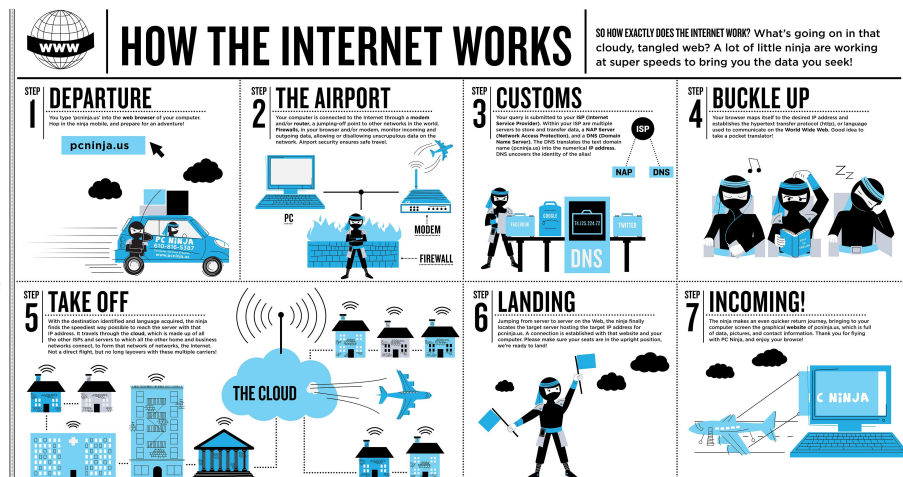 WWW
HOW THE INTERNET WORKS
SO HOW EXACTLY DOES THE INTERNET WORK? What's going on in that
cloudy, tangled web? A lot of little ninja are working
at super speeds to bring you the data you seek!
STEP
1
DEPARTURE
You type 'pcninja.us' into the web browser of your computer.
Hop in the ninja mobile, and prepare for an adventure!
pcninja.us
PC NINJA
610-816-5387
www.pcninja.us
STEP
2
THE AIRPORT
Your computer is connected to the Internet through a modem
and/or router, a jumping-off point to other networks in the world.
Firewalls, in your browser and/or modem, monitor incoming and
outgoing data, allowing or disallowing unscrupulous data on the
network. Airport security ensures safe travel.
PC
MODEM
FIREWALL
STEP
3
CUSTOMS
Your query is submitted to your ISP (Internet
Service Provider). Within your ISP are multiple
servers to store and transfer data, a NAP Server
(Network Access Protection), and a DNS (Domain
Name Server). The DNS translates the text domain
name (pcninja.us) into the numerical IP address.
DNS uncovers the identity of the alias!
ISP
NAP
DNS
FACEBOOK
GOOGLE
74.125.224.72
TWITTER
DNS
STEP
4
BUCKLE UP
Your browser maps itself to the desired IP address and
establishes the hypertext transfer protocol (http), or language
used to communicate on the World Wide Web. Good idea to
take a pocket translator!
ZZ
STEP
5
TAKE OFF
With the destination identified and language acquired, the ninja
finds the speediest way possible to reach the server with that
IP address. It travels through the cloud, which is made up of all
the other ISPs and servers to which all the other home and business
networks connect, to form that network of networks, the Internet.
Not a direct flight, but no long layovers with these multiple carriers!
THE CLOUD
STEP
6
LANDING
Jumping from server to server on the Web, the ninja finally
locates the target server hosting the target IP address for
pcninja.us. A connection is established with that website and your
computer. Please make sure your seats are in the upright position,
we're ready to land!
STEP
7
INCOMING!
The ninja makes an even quicker return journey, bringing to your
computer screen the graphical website of pcninja.us, which is full
of data, pictures, and contact information. Thank you for flying
with PC Ninja, and enjoy your browse!
C NiNJA